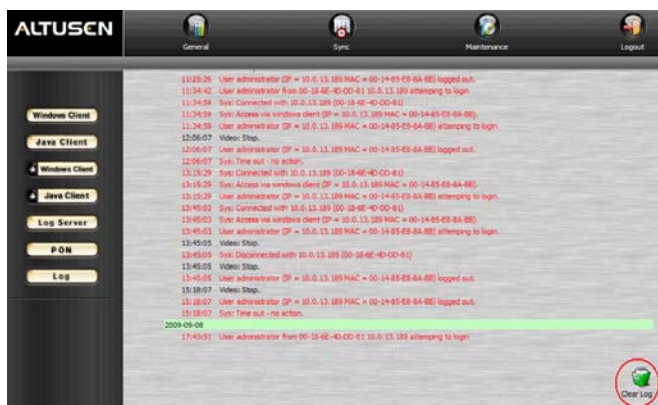 ALTUSEN
General
Sync
Maintenance
Logout
Windows Client
Java Client
Windows Client
Java Client
Log Server
PON
Log
11:25:26 User administrator (IP = 10.0.13.189 MAC = 00-14-85-E8-8A-BB) logged out.
11:34:42 User administrator from 00-18-6E-4D-DD-81 10.0.13.189 attemping to login
11:34:59 Sys: Connected with 10.0.13.189 (00-18-6E-4D-DD-81)
11:34:59 Sys: Access via windows client (IP = 10.0.13.189 MAC = 00-14-85-E8-8A-BB).
11:34:59 User administrator (IP = 10.0.13.189 MAC = 00-14-85-E8-8A-BB) attemping to login.
12:06:07 Video: Stop.
12:06:07 User administrator (IP = 10.0.13.189 MAC = 00-14-85-E8-8A-BB) logged out.
12:06:07 Sys: Time out - no action.
13:15:29 Sys: Connected with 10.0.13.189 (00-18-6E-4D-DD-81)
13:15:29 Sys: Access via windows client (IP = 10.0.13.189 MAC = 00-14-85-E8-8A-BB).
13:15:29 User administrator (IP = 10.0.13.189 MAC = 00-14-85-E8-8A-BB) attemping to login.
13:45:03 Sys: Connected with 10.0.13.189 (00-18-6E-4D-DD-81)
13:45:03 Sys: Access via windows client (IP = 10.0.13.189 MAC = 00-14-85-E8-8A-BB).
13:45:03 User administrator (IP = 10.0.13.189 MAC = 00-14-85-E8-8A-BB) attemping to login.
13:45:05 Video: Stop.
13:45:05 Sys: Disconnected with 10.0.13.189 (00-18-6E-4D-DD-81)
13:45:05 Video: Stop.
13:45:05 User administrator (IP = 10.0.13.189 MAC = 00-14-85-E8-8A-BB) logged out.
15:18:07 Video: Stop.
15:18:07 User administrator (IP = 10.0.13.189 MAC = 00-14-85-E8-8A-BB) logged out.
15:18:07 Sys: Time out - no action.
2009-09-08
17:43:51 User administrator from 00-18-6E-4D-DD-81 10.0.13.189 attemping to login
Clear Log